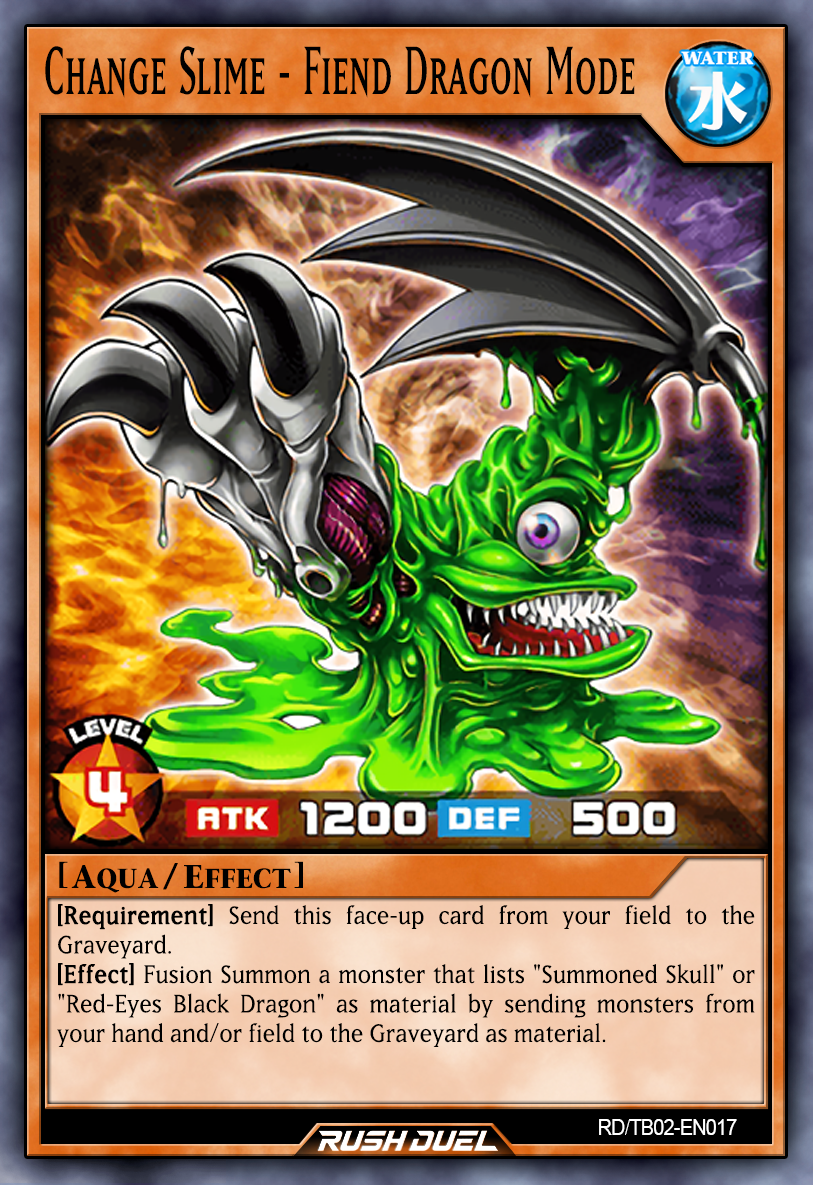 Change Slime - Fiend Dragon Mode
WATER
水
LEVEL
4
ATK 1200 DEF 500
[Aqua/Effect]
[Requirement] Send this face-up card from your field to the
Graveyard.
[Effect] Fusion Summon a monster that lists "Summoned Skull" or
"Red-Eyes Black Dragon" as material by sending monsters from
your hand and/or field to the Graveyard as material.
RD/TB02-EN017
RUSH DUEL